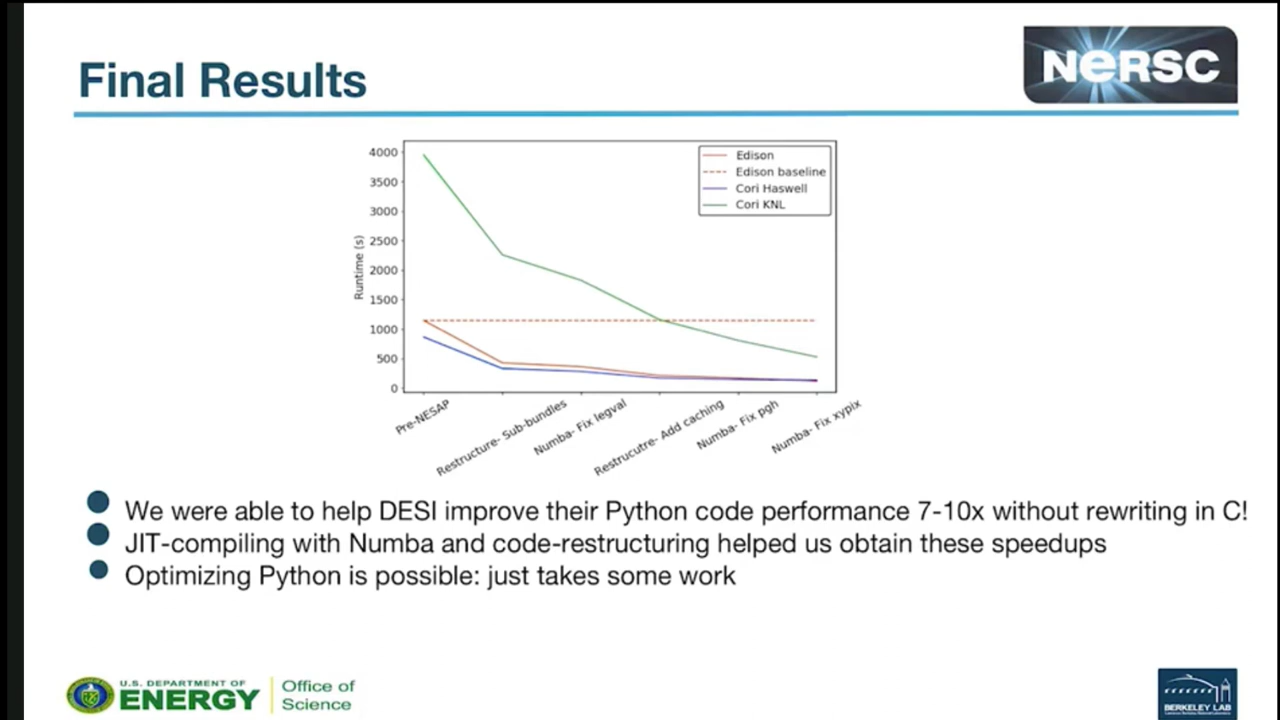 Final Results
NERSC
4000
3500
3000
2500
2000
1500
1000
500
0
Runtime (s)
Edison
Edison baseline
Cori Haswell
Cori KNL
Pre-NESAP
Restructure- Sub-bundles
Numba- Fix legval
Restrucutre- Add caching
Numba- Fix pgh
Numba- Fix xypix
We were able to help DESI improve their Python code performance 7-10x without rewriting in C!
JIT-compiling with Numba and code-restructuring helped us obtain these speedups
Optimizing Python is possible: just takes some work
U.S. DEPARTMENT OF
ENERGY
Office of
Science
BERKELEY LAB